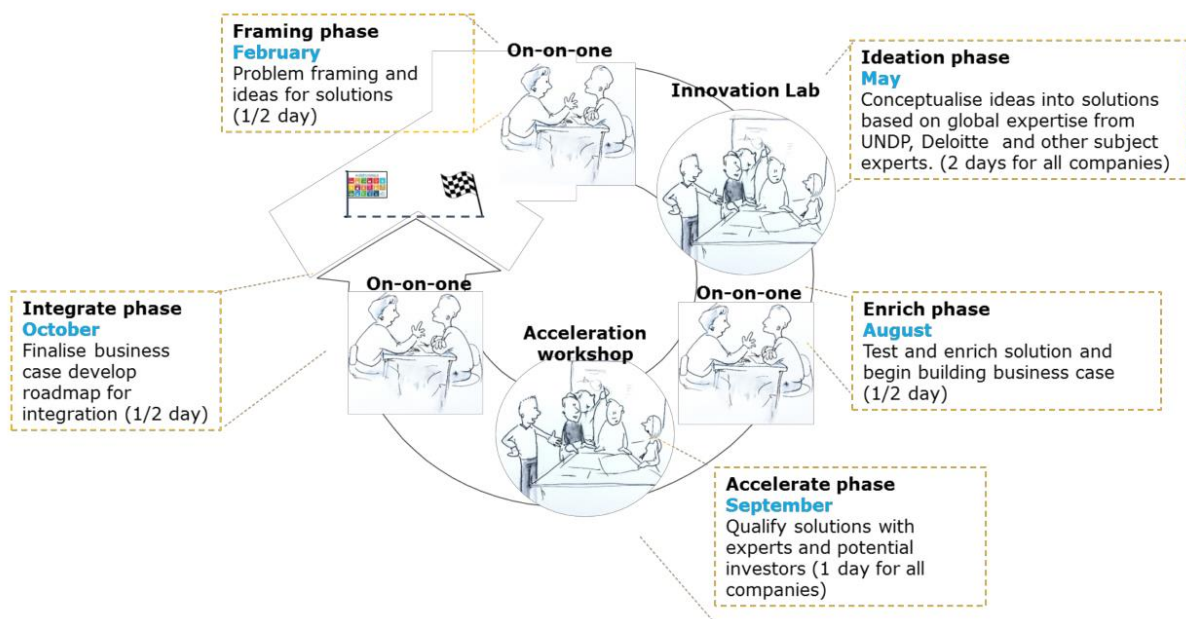 Framing phase
February
Problem framing and
ideas for solutions
(1/2 day)
On-on-one
Innovation Lab
Ideation phase
May
Conceptualise ideas into solutions
based on global expertise from
UNDP, Deloitte and other subject
experts. (2 days for all companies)
On-on-one
Enrich phase
August
Test and enrich solution and
begin building business case
(1/2 day)
Acceleration
workshop
Accelerate phase
September
Qualify solutions with
experts and potential
investors (1 day for all
companies)
On-on-one
Integrate phase
October
Finalise business
case develop
roadmap for
integration (1/2 day)